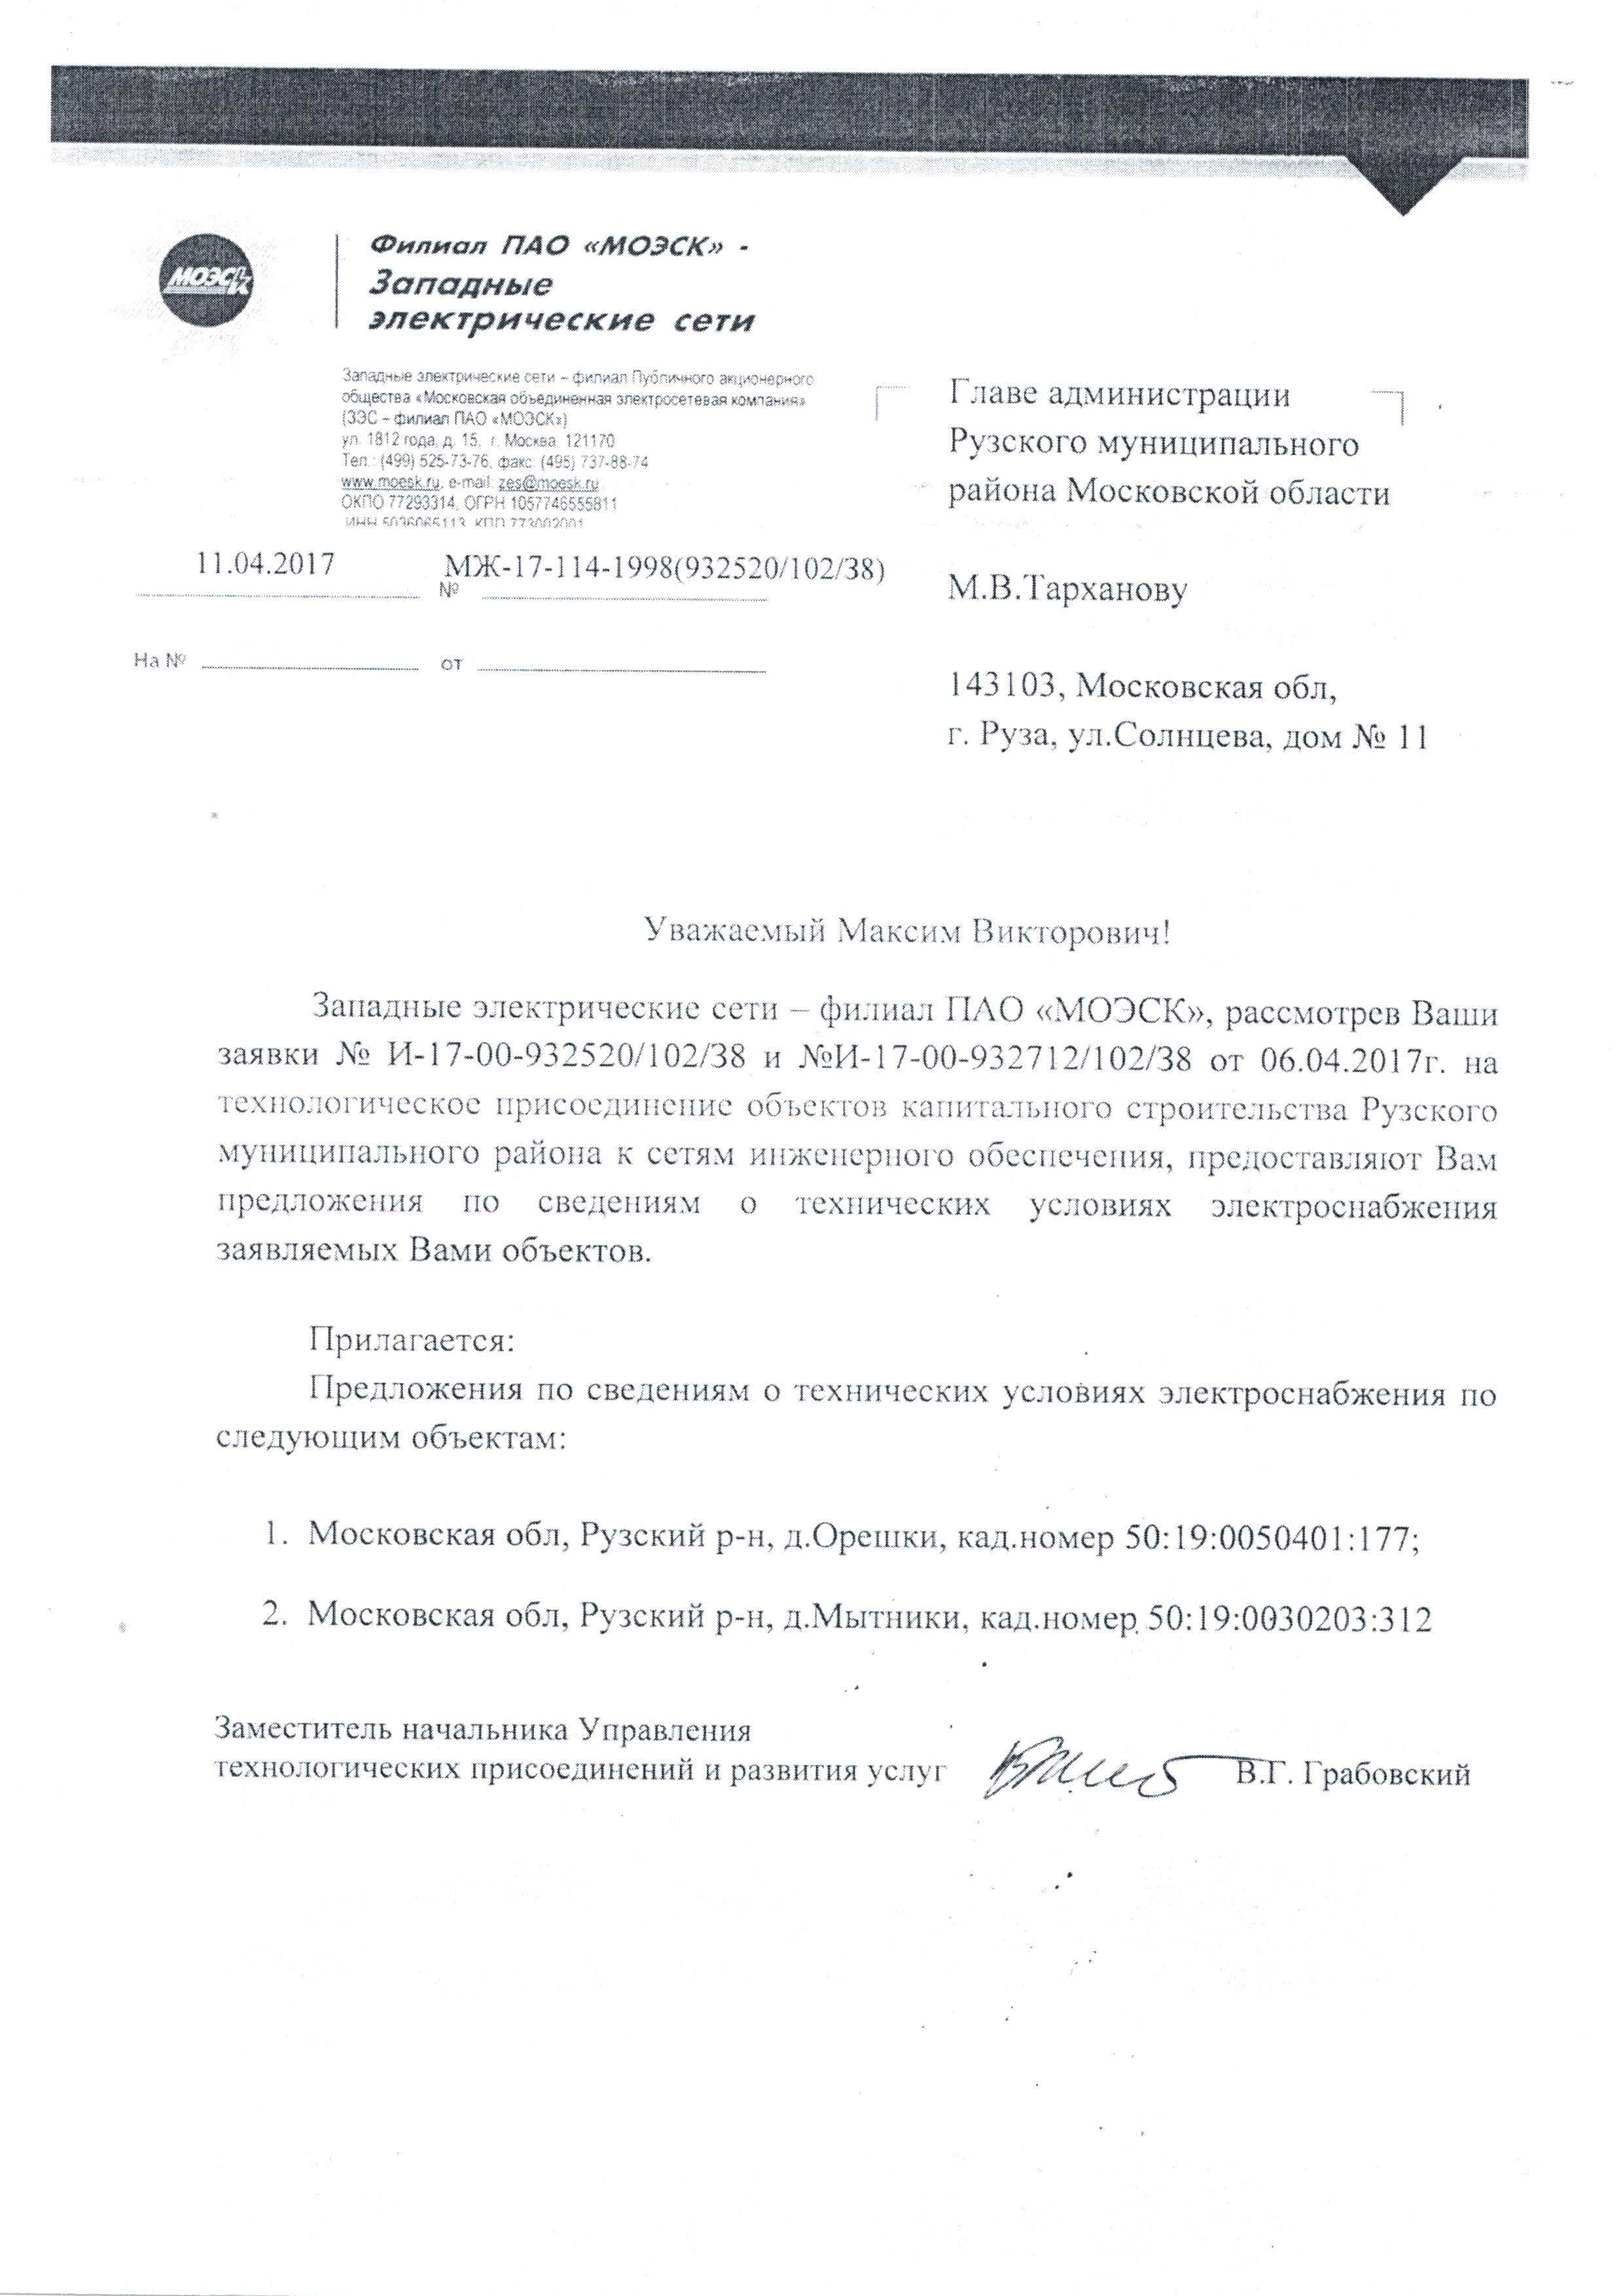 МОЭСК
Филиал ПАО «МОЭСК» -
Западные
электрические сети
Западные электрические сети – филиал Публичного акционерного
общества «Московская объединенная электросетевая компания»
(ЗЭС – филиал ПАО «МОЭСК»)
ул. 1812 года, д. 15, г. Москва, 121170
Тел.: (499) 525-73-76, факс: (495) 737-88-74
www.moesk.ru, e-mail: zes@moesk.ru
ОКПО 77293314, ОГРН 1057746555811
ИНН 5036065113, КПП 773002001
11.04.2017 № МЖ-17-114-1998(932520/102/38)
На № от
Главе администрации
Рузского муниципального
района Московской области
М.В.Тарханову
143103, Московская обл,
г. Руза, ул.Солнцева, дом № 11
Уважаемый Максим Викторович!
Западные электрические сети – филиал ПАО «МОЭСК», рассмотрев Ваши
заявки № И-17-00-932520/102/38 и №И-17-00-932712/102/38 от 06.04.2017г. на
технологическое присоединение объектов капитального строительства Рузского
муниципального района к сетям инженерного обеспечения, предоставляют Вам
предложения по сведениям о технических условиях электроснабжения
заявляемых Вами объектов.
Прилагается:
Предложения по сведениям о технических условиях электроснабжения по
следующим объектам:
1. Московская обл, Рузский р-н, д.Орешки, кад.номер 50:19:0050401:177;
2. Московская обл, Рузский р-н, д.Мытники, кад.номер 50:19:0030203:312
Заместитель начальника Управления
технологических присоединений и развития услуг В.Г. Грабовский